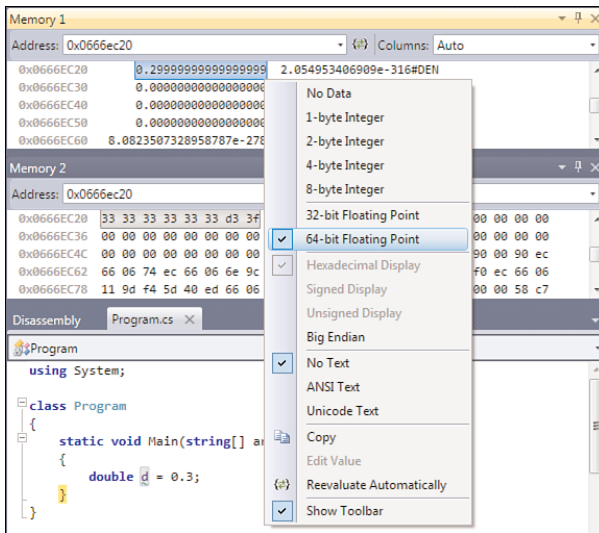 Memory 1
Address: 0x0666ec20 Columns: Auto
0x0666EC20 0.29999999999999999 2.054953406909e-316#DEN
0x0666EC30 0.0000000000000000
0x0666EC40 0.0000000000000000
0x0666EC50 0.0000000000000000
0x0666EC60 8.0823507328958787e-278
No Data
1-byte Integer
2-byte Integer
4-byte Integer
8-byte Integer
32-bit Floating Point
64-bit Floating Point
Hexadecimal Display
Signed Display
Unsigned Display
Big Endian
No Text
ANSI Text
Unicode Text
Copy
Edit Value
Reevaluate Automatically
Show Toolbar
Memory 2
Address: 0x0666ec20
0x0666EC20 33 33 33 33 33 33 d3 3f 00 00 00 00
0x0666EC36 00 00 00 00 00 00 00 00 00 00 00
0x0666EC4C 00 00 00 00 00 00 00 90 00 90 ec
0x0666EC62 66 06 74 ec 66 06 6e 9c f0 ec 66 06
0x0666EC78 11 9d f4 5d 40 ed 66 06 00 00 58 c7
Disassembly Program.cs
Program
using System;
class Program
{
static void Main(string[] ar
{
double d = 0.3;
}
}